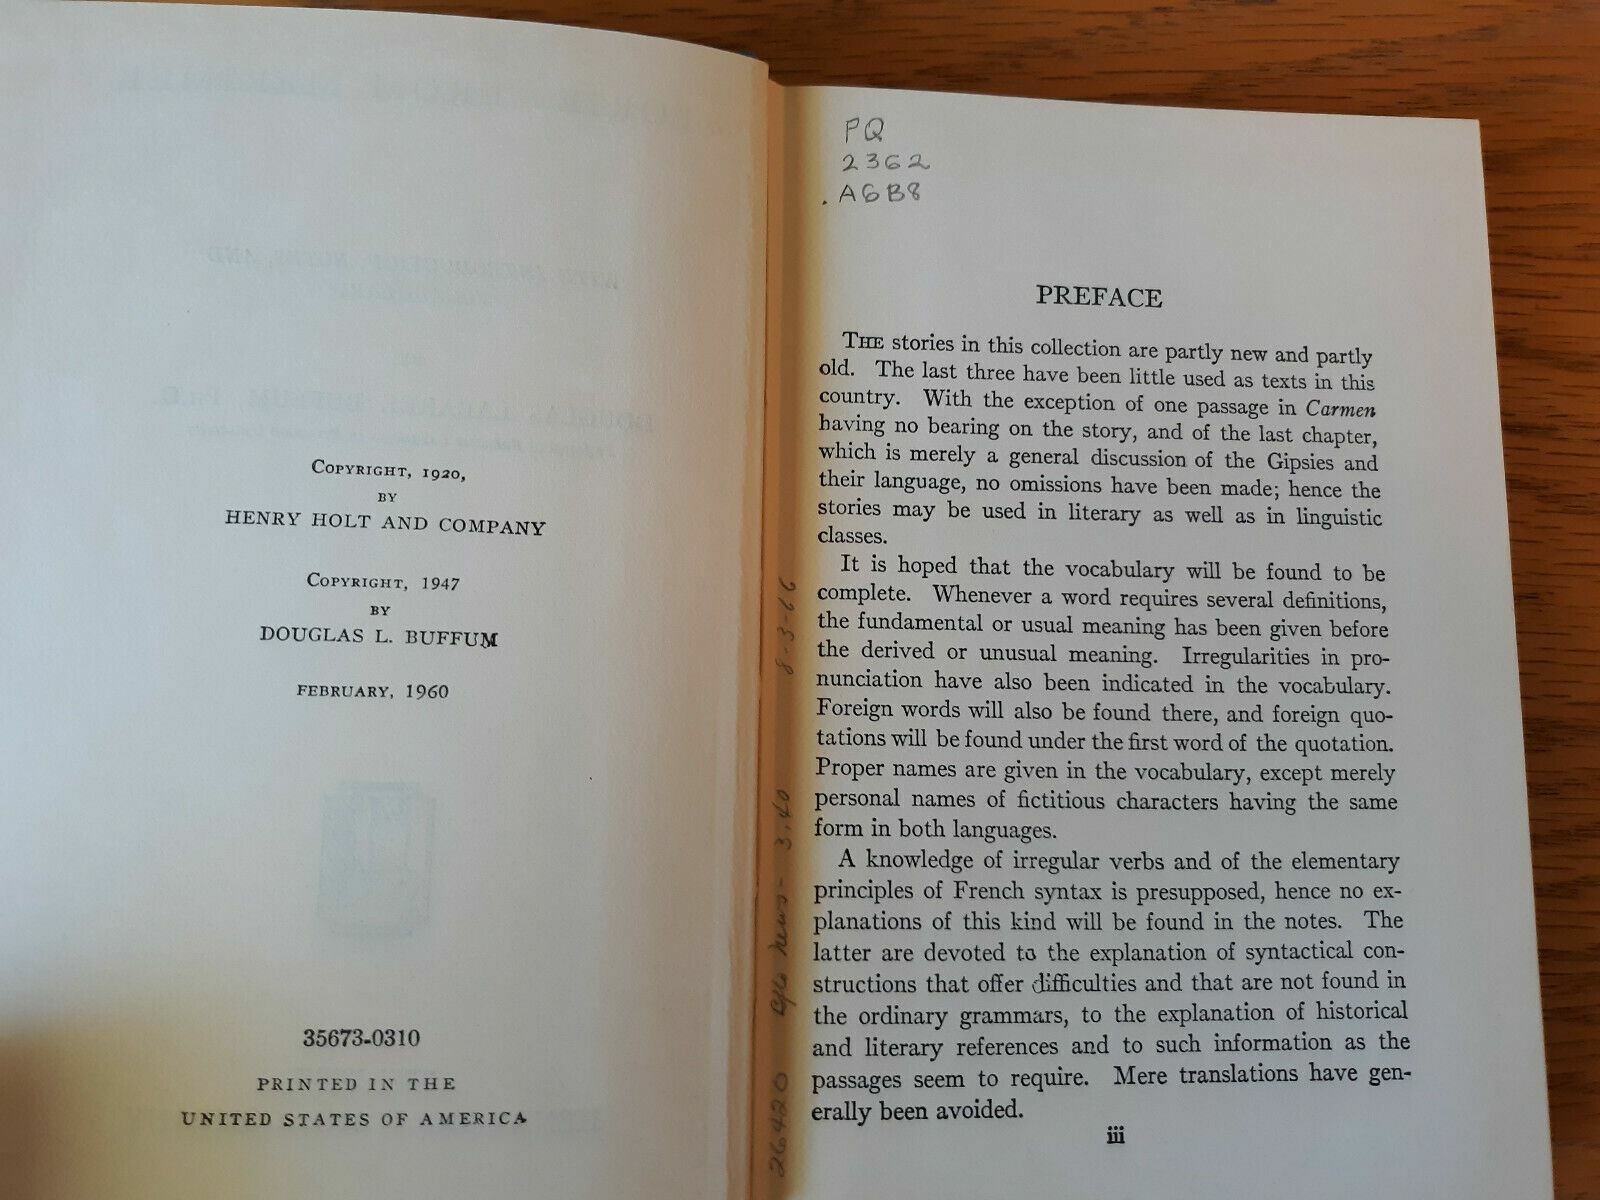 COPYRIGHT, 1920,
BY
HENRY HOLT AND COMPANY
COPYRIGHT, 1947
BY
DOUGLAS L. BUFFUM
FEBRUARY, 1960
35673-0310
PRINTED IN THE
UNITED STATES OF AMERICA
PQ
2362
.A6B8
PREFACE
THE stories in this collection are partly new and partly
old. The last three have been little used as texts in this
country. With the exception of one passage in Carmen
having no bearing on the story, and of the last chapter,
which is merely a general discussion of the Gipsies and
their language, no omissions have been made; hence the
stories may be used in literary as well as in linguistic
classes.
It is hoped that the vocabulary will be found to be
complete. Whenever a word requires several definitions,
the fundamental or usual meaning has been given before
the derived or unusual meaning. Irregularities in pro-
nunciation have also been indicated in the vocabulary.
Foreign words will also be found there, and foreign quo-
tations will be found under the first word of the quotation.
Proper names are given in the vocabulary, except merely
personal names of fictitious characters having the same
form in both languages.
A knowledge of irregular verbs and of the elementary
principles of French syntax is presupposed, hence no ex-
planations of this kind will be found in the notes. The
latter are devoted to the explanation of syntactical con-
structions that offer difficulties and that are not found in
the ordinary grammars, to the explanation of historical
and literary references and to such information as the
passages seem to require. Mere translations have gen-
erally been avoided.
iii
26420 news - 3.40 8-3-66